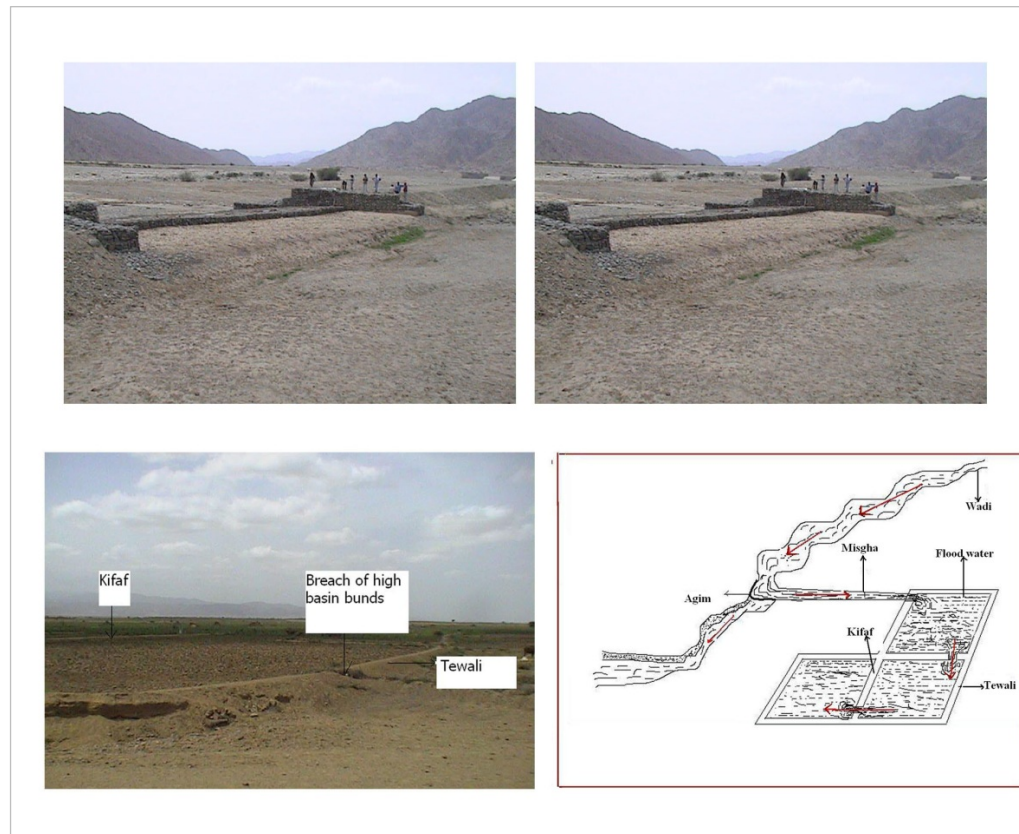 Kifaf
Breach of high
basin bunds
Tewali
Wadi
Misgha
Flood water
Agim
Kifaf
Tewali